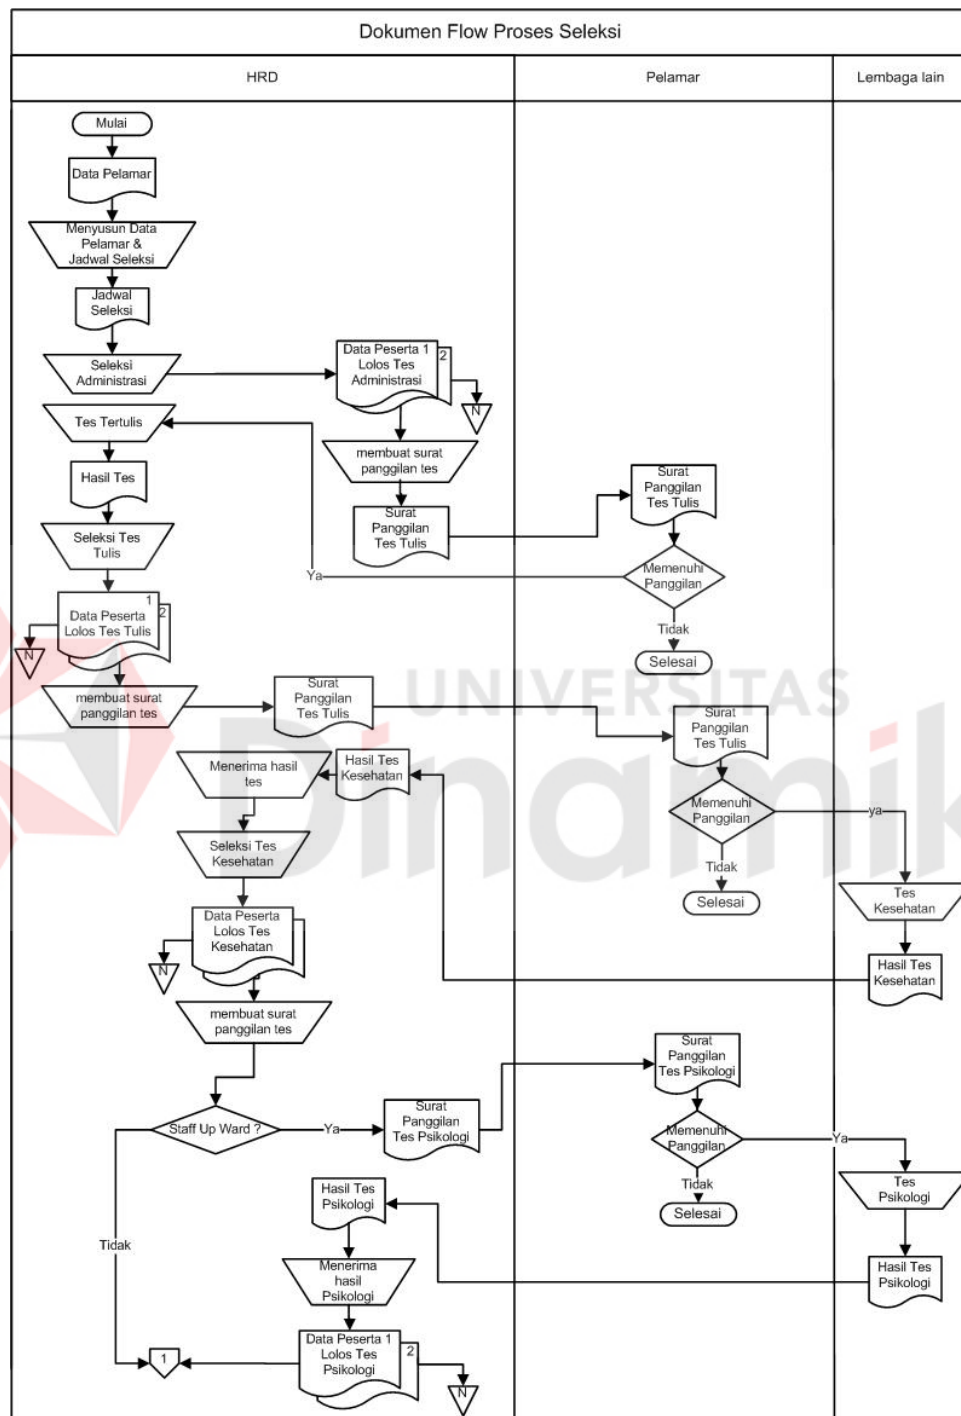 Dokumen Flow Proses Seleksi
HRD
Pelamar
Lembaga lain
Mulai
Data Pelamar
Menyusun Data
Pelamar &
Jadwal Seleksi
Jadwal
Seleksi
Seleksi
Administrasi
Data Peserta 1
Lolos Tes
Administrasi
2
N
Tes Tertulis
membuat surat
panggilan tes
Hasil Tes
Surat
Panggilan
Tes Tulis
Surat
Panggilan
Tes Tulis
Seleksi Tes
Tulis
Memenuhi
Panggilan
Ya
Tidak
Selesai
1
2
Data Peserta
Lolos Tes Tulis
N
membuat surat
panggilan tes
Surat
Panggilan
Tes Tulis
UNIVERSITAS
Dinamik
Surat
Panggilan
Tes Tulis
Menerima hasil
tes
Hasil Tes
Kesehatan
Memenuhi
Panggilan
ya
Tidak
Selesai
Seleksi Tes
Kesehatan
Tes
Kesehatan
Data Peserta
Lolos Tes
Kesehatan
N
Hasil Tes
Kesehatan
membuat surat
panggilan tes
Surat
Panggilan
Tes Psikologi
Staff Up Ward ?
Ya
Surat
Panggilan
Tes Psikologi
Memenuhi
Panggilan
Ya
Tidak
Selesai
Tes
Psikologi
Hasil Tes
Psikologi
Tidak
Menerima
hasil
Psikologi
Hasil Tes
Psikologi
Data Peserta 1
Lolos Tes
Psikologi
2
1
N